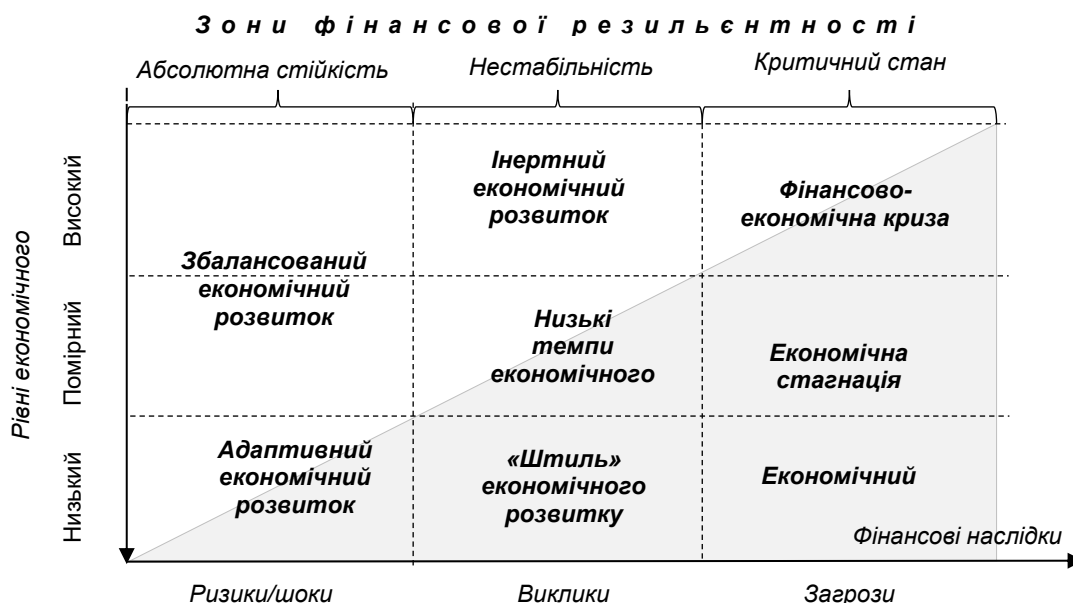 Зони фінансової резильєнтності
Абсолютна стійкість
Нестабільність
Критичний стан
Рівні економічного
Високий
Помірний
Низький
Інертний
економічний
розвиток
Фінансово-
економічна криза
Збалансований
економічний
розвиток
Низькі
темпи
економічного
Економічна
стагнація
Адаптивний
економічний
розвиток
«Штиль»
економічного
розвитку
Економічний
Фінансові наслідки
Ризики/шоки
Виклики
Загрози